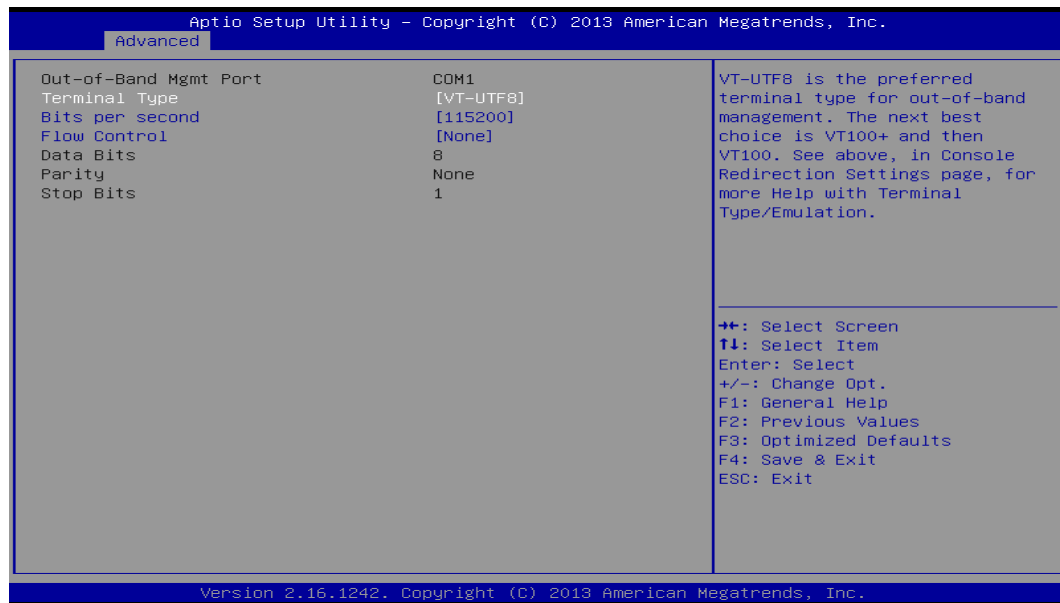 Aptio Setup Utility – Copyright (C) 2013 American Megatrends, Inc.
Advanced
Out-of-Band Mgmt Port COM1
Terminal Type [VT-UTF8]
Bits per second [115200]
Flow Control [None]
Data Bits 8
Parity None
Stop Bits 1
VT-UTF8 is the preferred
terminal type for out-of-band
management. The next best
choice is VT100+ and then
VT100. See above, in Console
Redirection Settings page, for
more Help with Terminal
Type/Emulation.
→←: Select Screen
↑↓: Select Item
Enter: Select
+/-: Change Opt.
F1: General Help
F2: Previous Values
F3: Optimized Defaults
F4: Save & Exit
ESC: Exit
Version 2.16.1242. Copyright (C) 2013 American Megatrends, Inc.